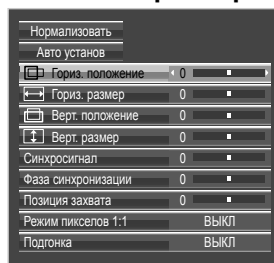 Нормализовать
Авто установ
Гориз. положение 0
Гориз. размер 0
Верт. положение 0
Верт. размер 0
Синхросигнал 0
Фаза синхронизации 0
Позиция захвата 0
Режим пикселов 1:1 ВЫКЛ
Подгонка ВЫКЛ